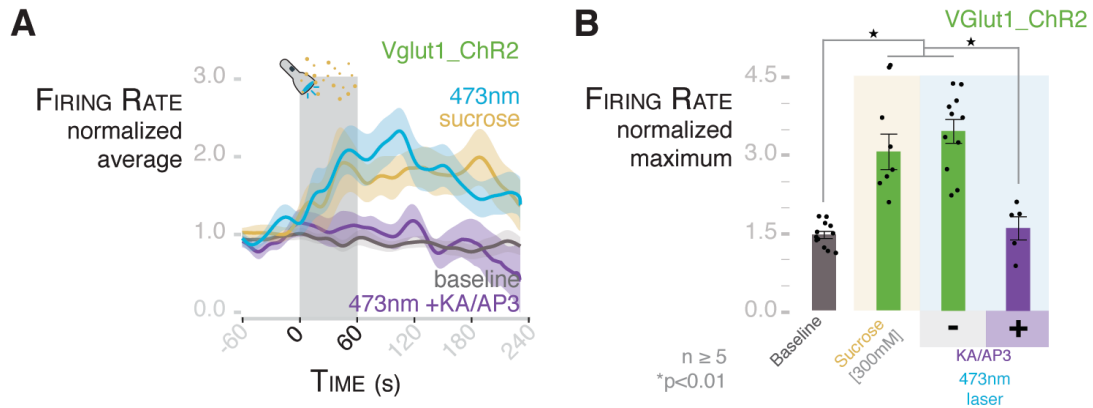 A
Vglut1_ChR2
FIRING RATE
normalized
average
3.0
2.0
1.0
0.0
473nm
sucrose
baseline
473nm +KA/AP3
-60
0
60
120
180
240
TIME (s)
B
VGlut1_ChR2
★
★
FIRING RATE
normalized
maximum
4.5
3.0
1.5
0.0
Baseline
Sucrose
[300mM]
-
+
KA/AP3
473nm
laser
n ≥ 5
*p<0.01